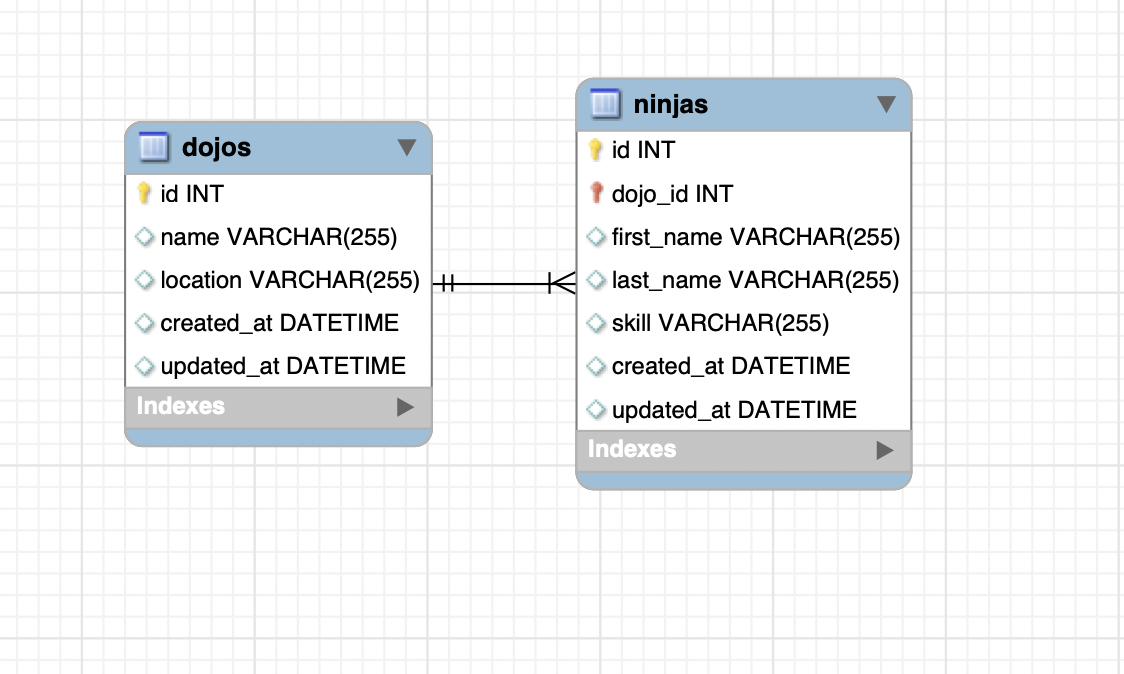 dojos
id INT
name VARCHAR(255)
location VARCHAR(255)
created_at DATETIME
updated_at DATETIME
Indexes
ninjas
id INT
dojo_id INT
first_name VARCHAR(255)
last_name VARCHAR(255)
skill VARCHAR(255)
created_at DATETIME
updated_at DATETIME
Indexes